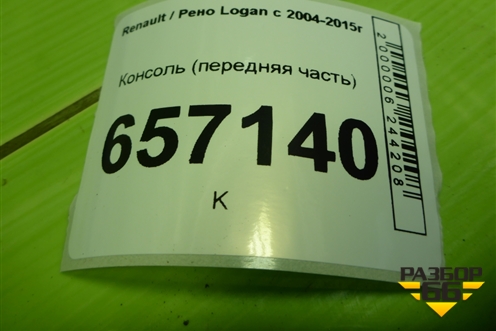 Renault / Рено Logan с 2004-2015г
Консоль (передняя часть)
657140
К
2000006244208
РАЗБОР
66